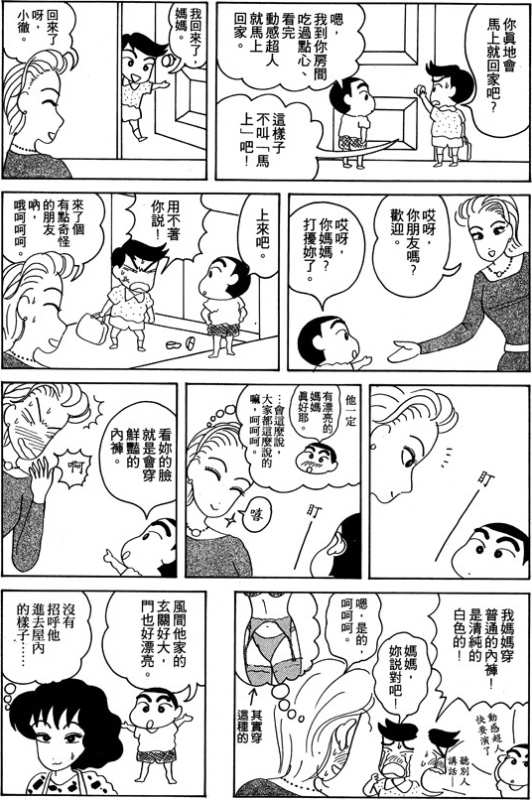 你真地會
馬上就回家吧?
嗯,
我到你房間
吃過點心、
看完
動感超人
就馬上
回家。
這樣子
不叫「馬
上」吧!
我回來了,
媽媽。
回來了
呀,
小徹。
哎呀,
你朋友嗎?
歡迎。
哎呀,
你媽媽?
打擾妳了。
上來吧。
用不著
你說!
來了個
有點奇怪
的朋友
吶,
哦呵呵呵。
盯
他一定
有漂亮的
媽媽
真好耶。
…會這麼說
大家都這麼說的
嘛,呵呵呵。
盯
咯
看妳的臉
就是會穿
鮮豔的
內褲。
啊
我媽媽穿
普通的內褲!
是清純的
白色的!
動感超人
快要演了
聽別人
講話—
媽媽,
妳說對吧!
嗯,是的,
呵呵呵。
其實穿
這種的
風間他家的
玄關好大,
門也好漂亮。
沒有
招呼他
進去屋內
的樣子……